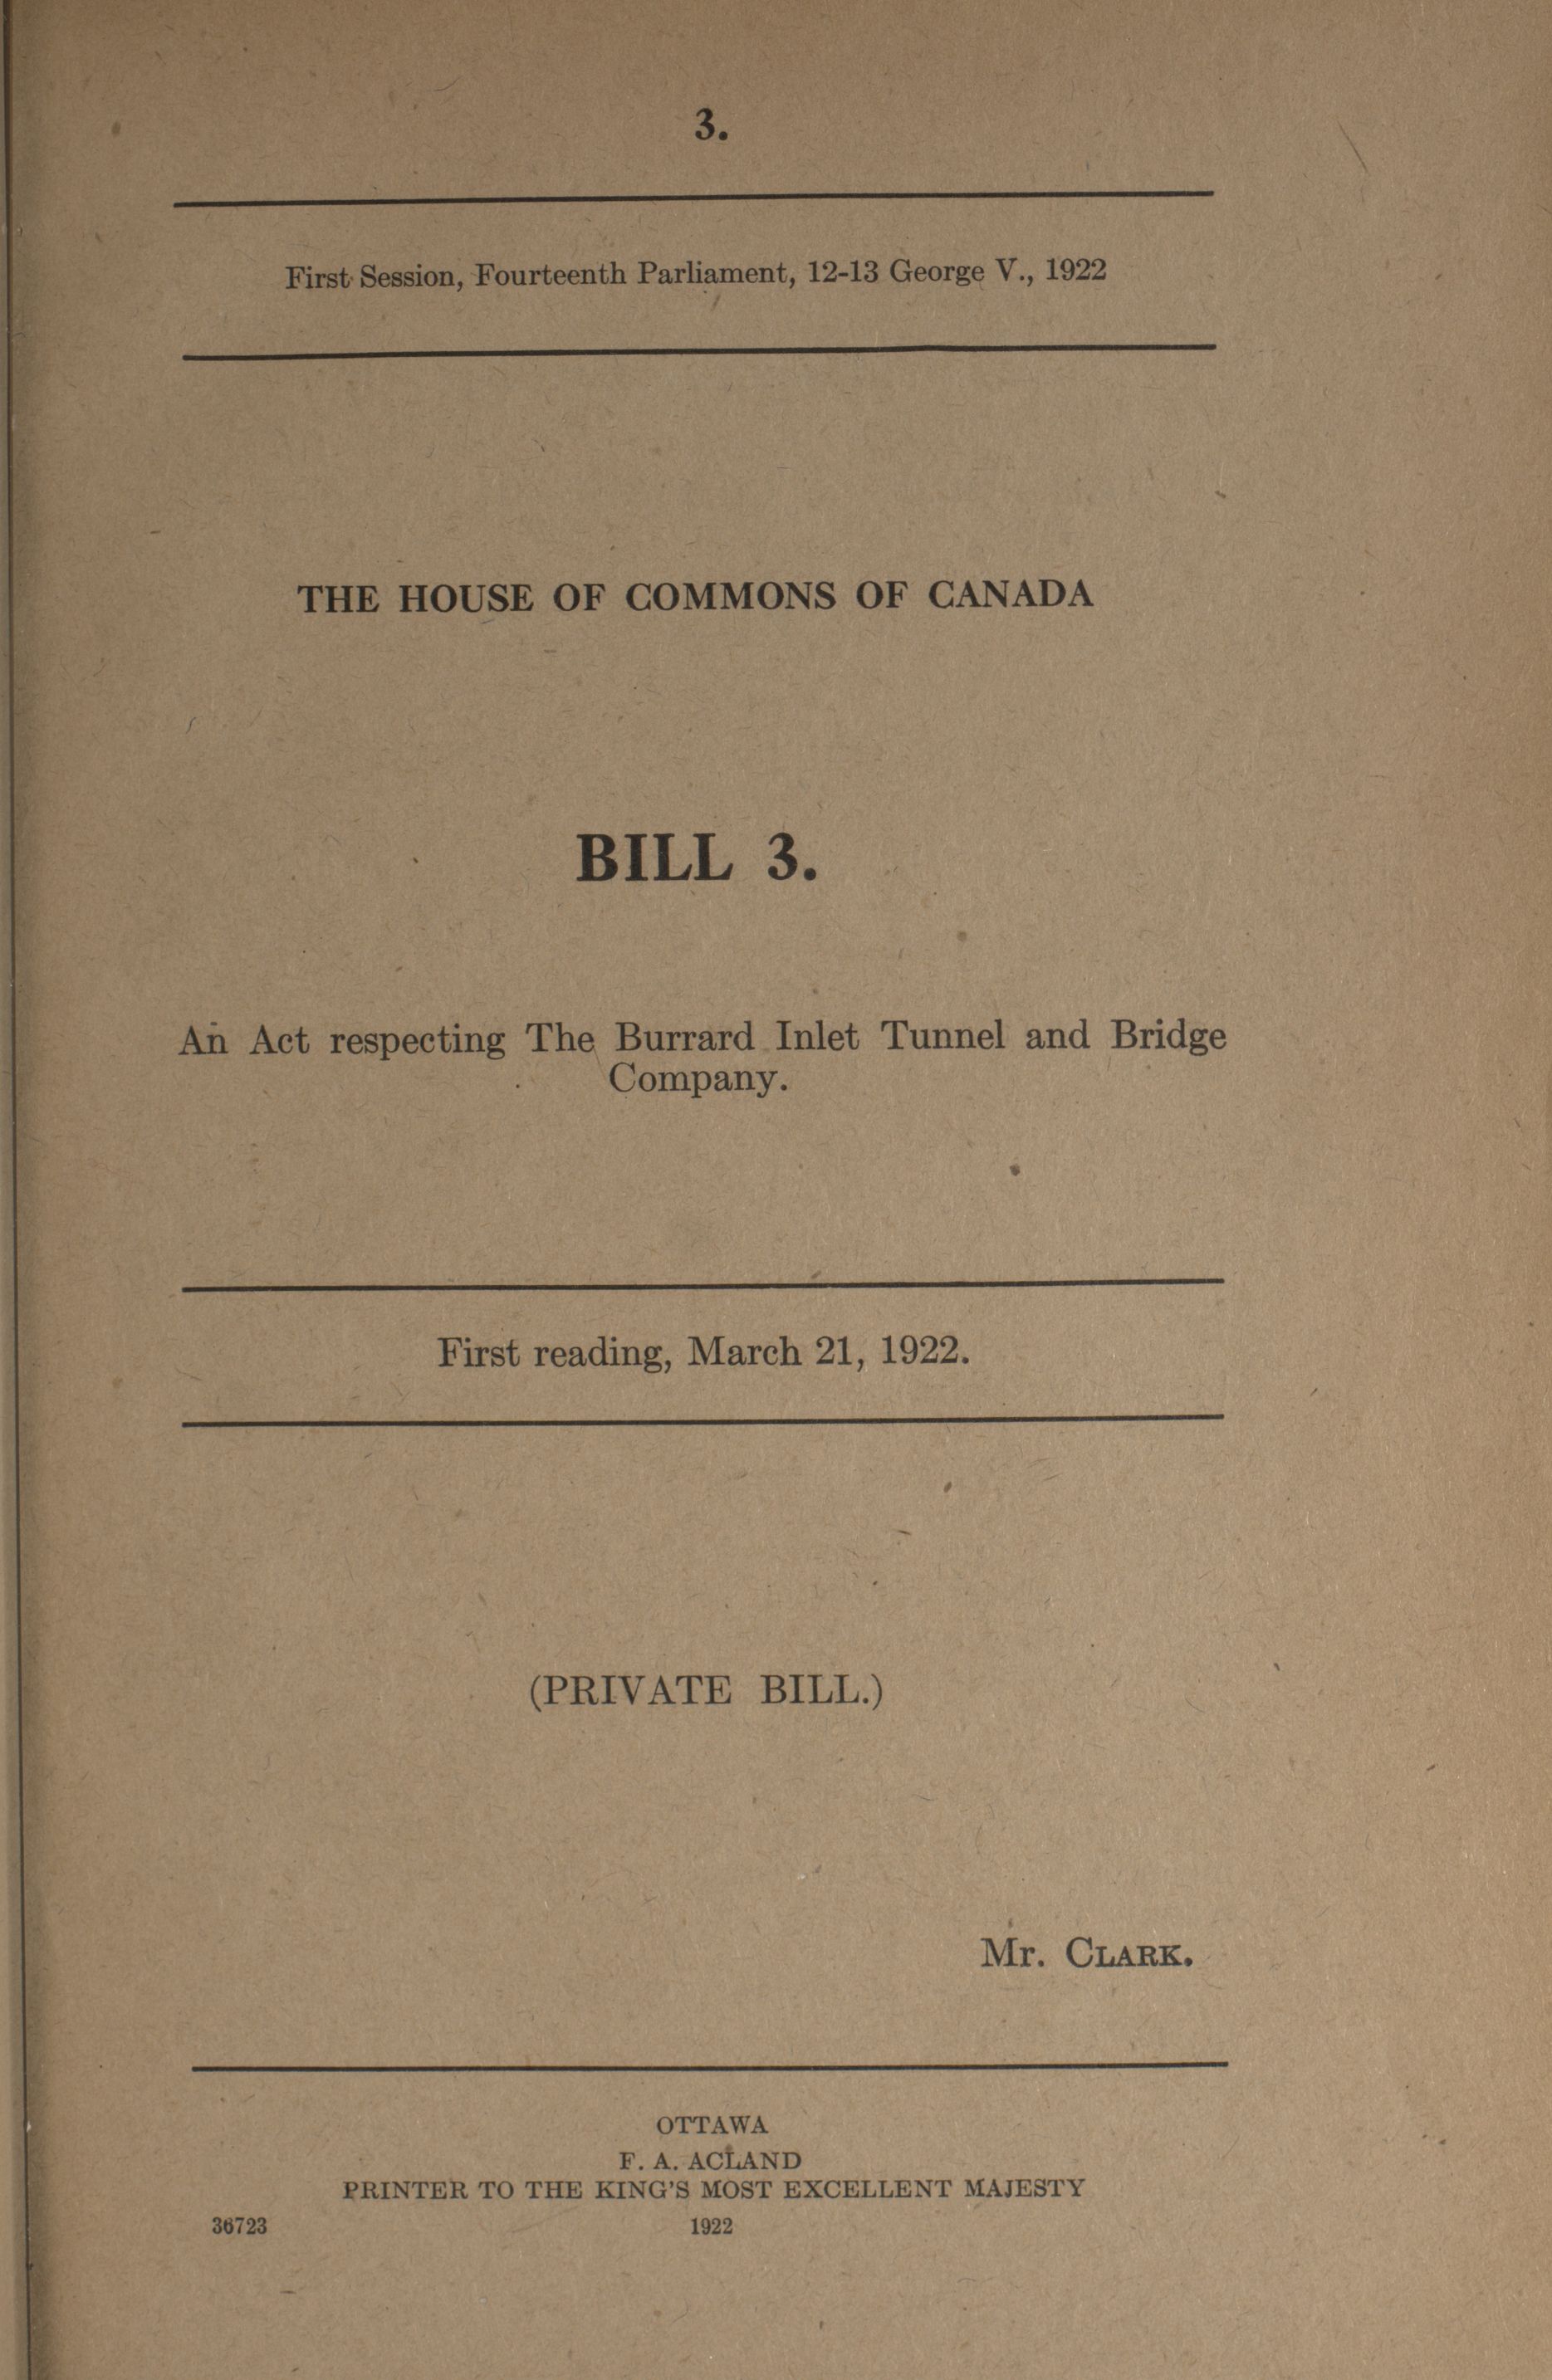 3.
First Session, Fourteenth Parliament, 12-13 George V., 1922
THE HOUSE OF COMMONS OF CANADA
BILL 3.
An Act respecting The Burrard Inlet Tunnel and Bridge
Company.
First reading, March 21, 1922.
(PRIVATE BILL.)
Mr. CLARK.
OTTAWA
F. A. ACLAND
PRINTER TO THE KING'S MOST EXCELLENT MAJESTY
36723 1922